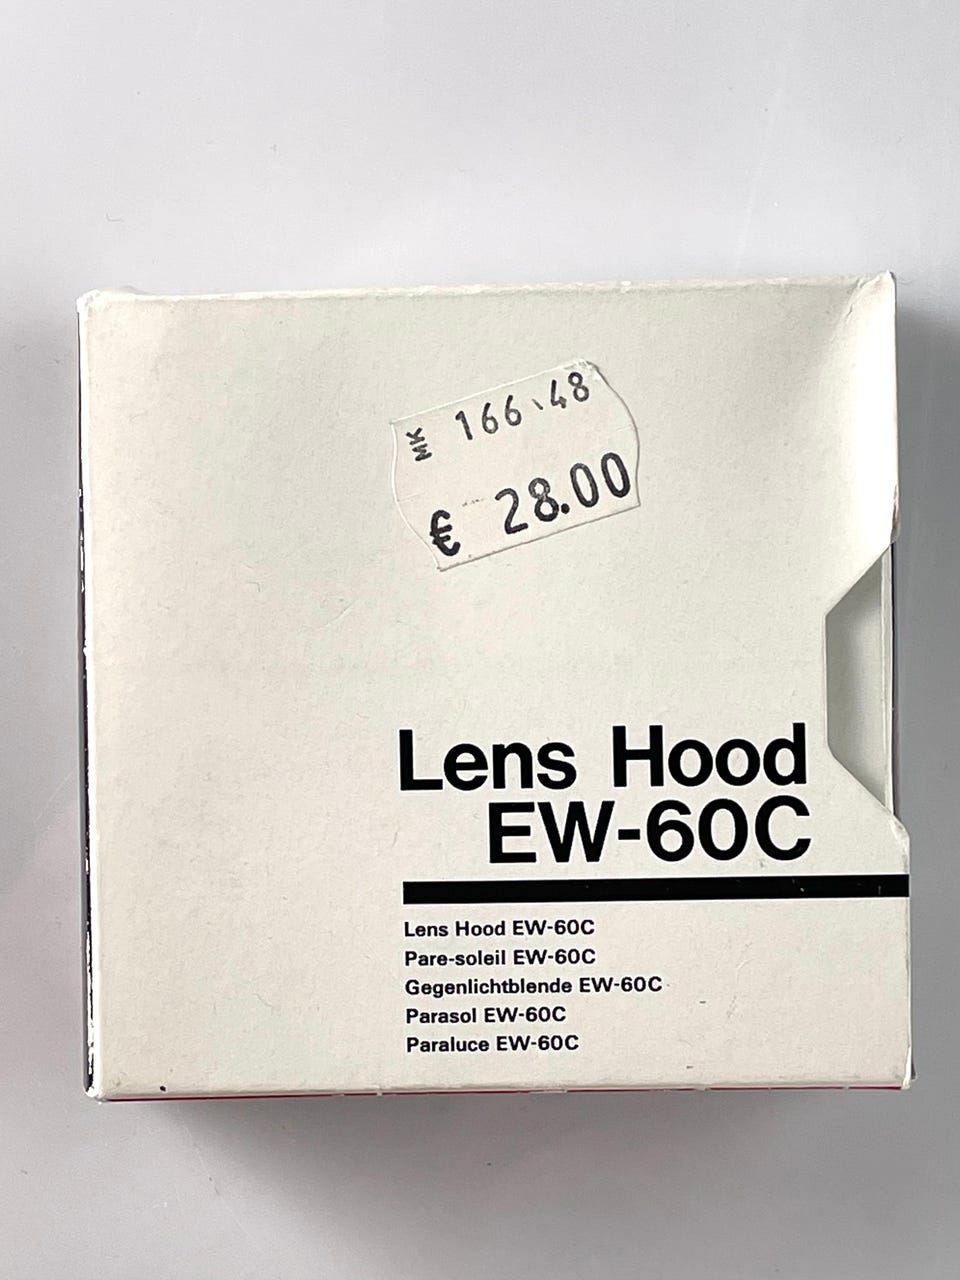 MK 166.48
€ 28.00
Lens Hood
EW-60C
Lens Hood EW-60C
Pare-soleil EW-60C
Gegenlichtblende EW-60C
Parasol EW-60C
Paraluce EW-60C